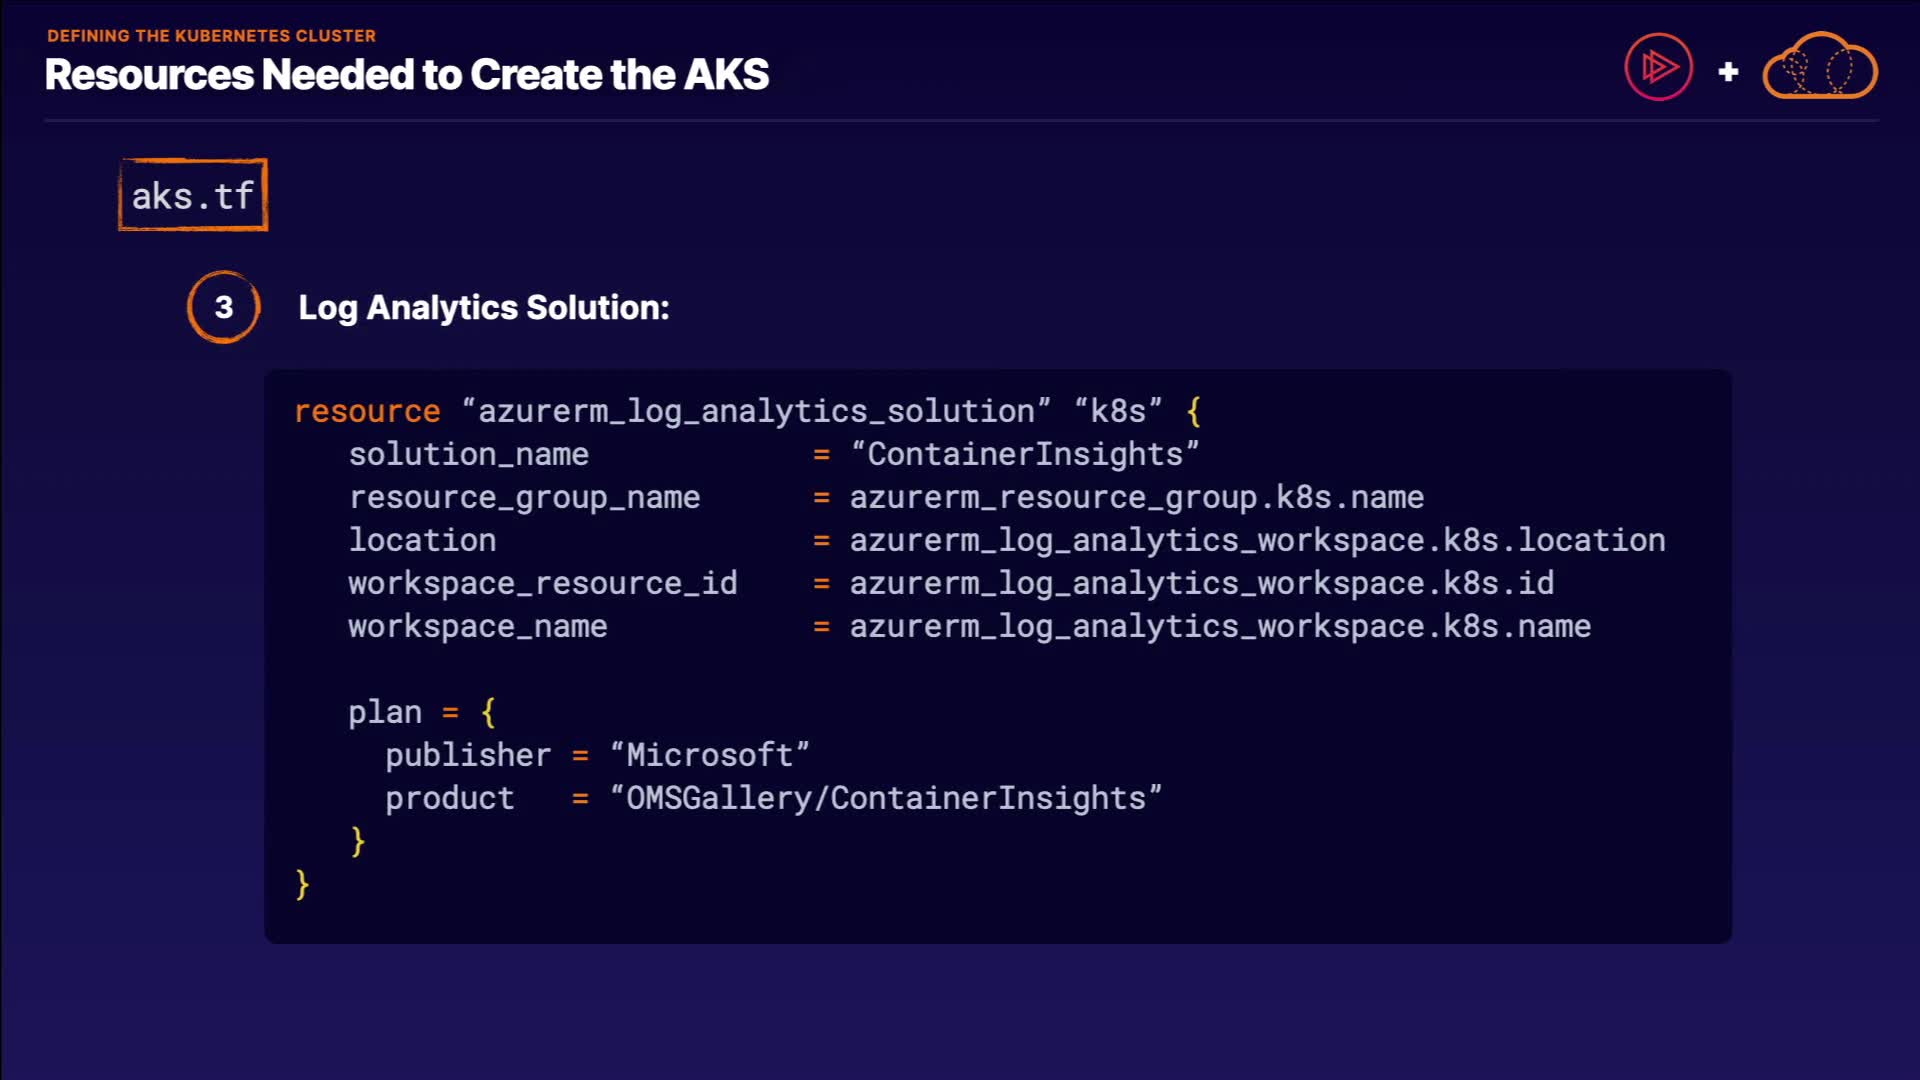 DEFINING THE KUBERNETES CLUSTER
Resources Needed to Create the AKS
+
aks.tf
3 Log Analytics Solution:
resource “azurerm_log_analytics_solution” “k8s” {
solution_name = “ContainerInsights”
resource_group_name = azurerm_resource_group.k8s.name
location = azurerm_log_analytics_workspace.k8s.location
workspace_resource_id = azurerm_log_analytics_workspace.k8s.id
workspace_name = azurerm_log_analytics_workspace.k8s.name
plan = {
publisher = “Microsoft”
product = “OMSGallery/ContainerInsights”
}
}